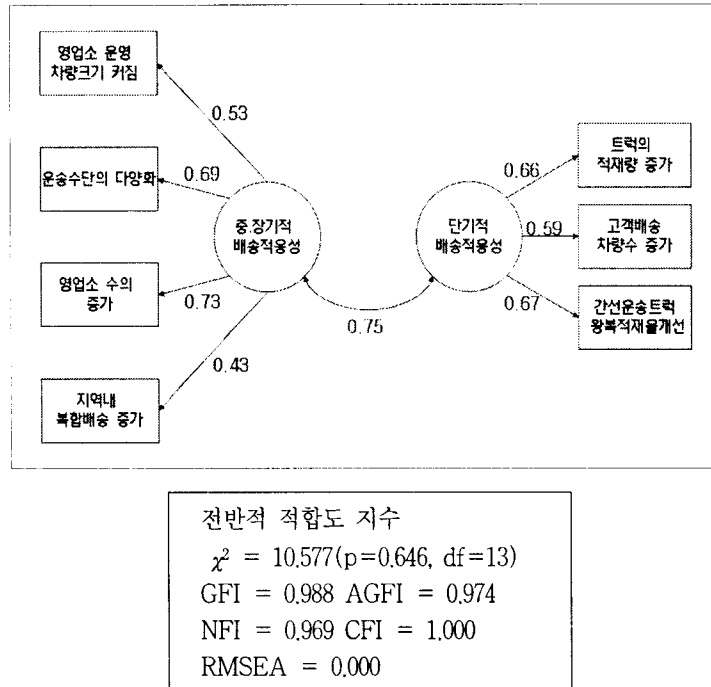 영업소 운영
차량크기 커짐
0.53
운송수단의 다양화
0.69
영업소 수의
증가
0.73
지역내
복합배송 증가
0.43
중.장기적
배송적응성
0.75
단기적
배송적응성
0.66
트럭의
적재량 증가
0.59
고객배송
차량수 증가
0.67
간선운송트럭
왕복적재율개선
전반적 적합도 지수
χ² = 10.577(p=0.646, df=13)
GFI = 0.988 AGFI = 0.974
NFI = 0.969 CFI = 1.000
RMSEA = 0.000